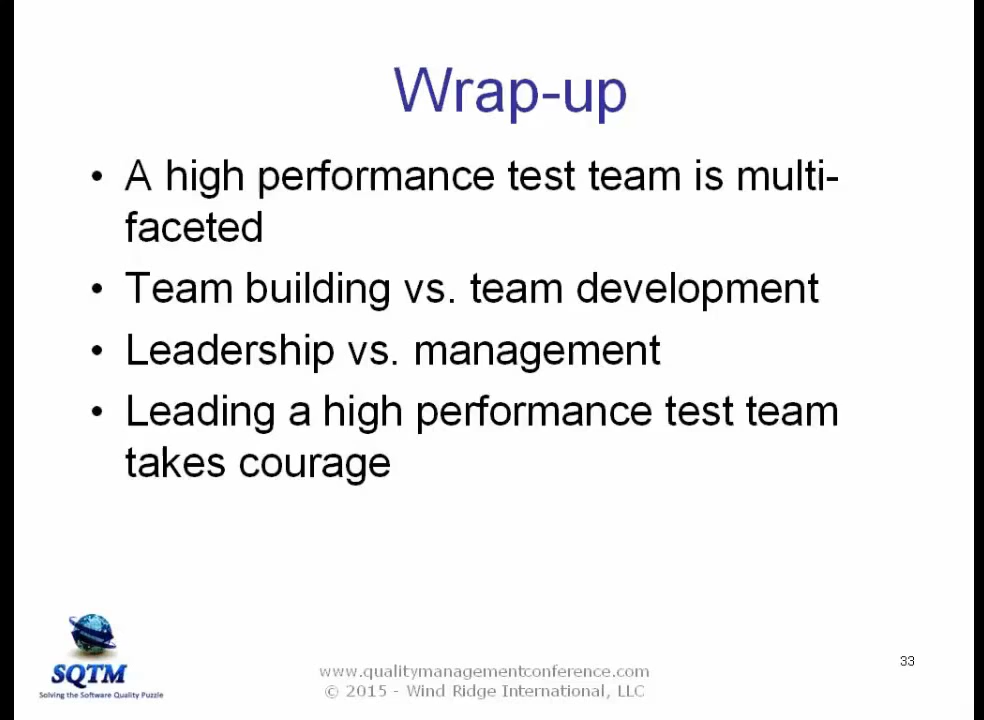 Wrap-up
• A high performance test team is multi-
faceted
• Team building vs. team development
• Leadership vs. management
• Leading a high performance test team
takes courage
SQTM
Solving the Software Quality Puzzle
www.qualitymanagementconference.com
© 2015 - Wind Ridge International, LLC
33